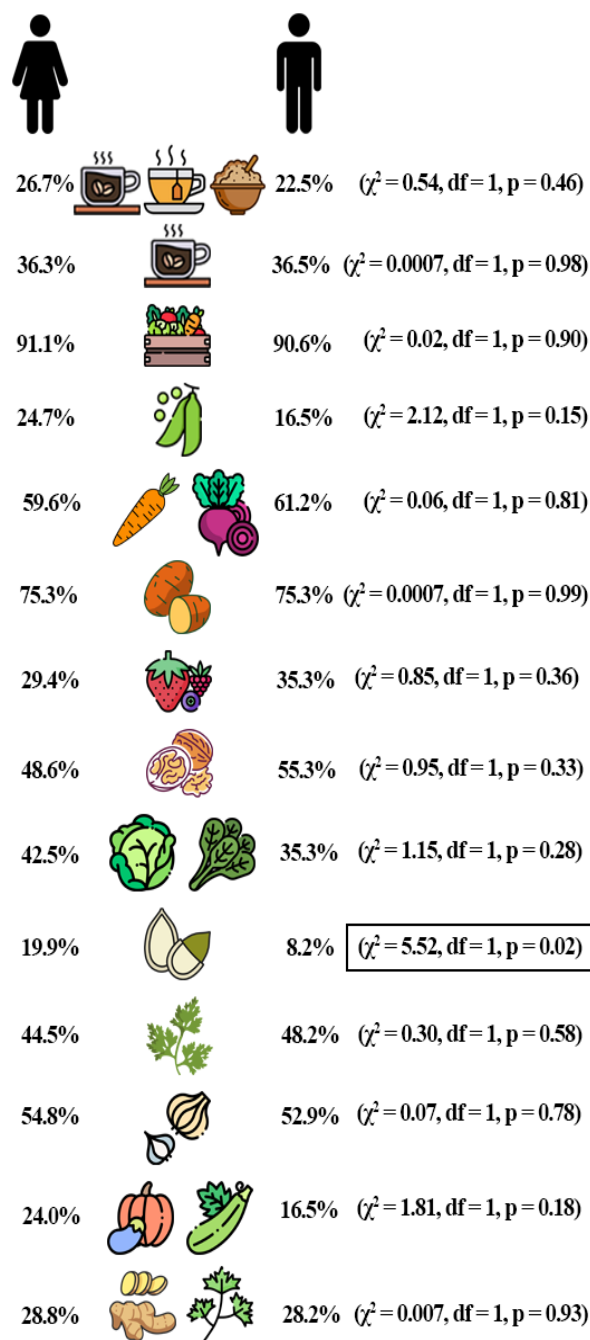 26.7% 22.5% (χ² = 0.54, df = 1, p = 0.46)
36.3% 36.5% (χ² = 0.0007, df = 1, p = 0.98)
91.1% 90.6% (χ² = 0.02, df = 1, p = 0.90)
24.7% 16.5% (χ² = 2.12, df = 1, p = 0.15)
59.6% 61.2% (χ² = 0.06, df = 1, p = 0.81)
75.3% 75.3% (χ² = 0.0007, df = 1, p = 0.99)
29.4% 35.3% (χ² = 0.85, df = 1, p = 0.36)
48.6% 55.3% (χ² = 0.95, df = 1, p = 0.33)
42.5% 35.3% (χ² = 1.15, df = 1, p = 0.28)
19.9% 8.2% (χ² = 5.52, df = 1, p = 0.02)
44.5% 48.2% (χ² = 0.30, df = 1, p = 0.58)
54.8% 52.9% (χ² = 0.07, df = 1, p = 0.78)
24.0% 16.5% (χ² = 1.81, df = 1, p = 0.18)
28.8% 28.2% (χ² = 0.007, df = 1, p = 0.93)